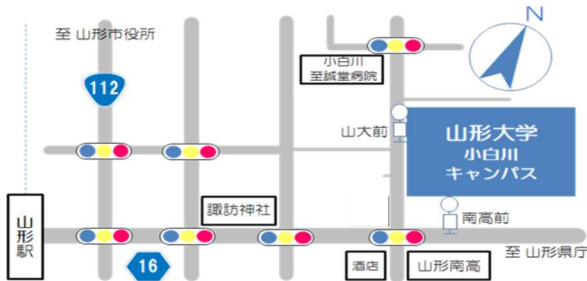 N
至 山形市役所
112
小白川
至誠堂病院
山大前
山形大学
小白川
キャンパス
諏訪神社
南高前
山形駅
16
酒店
山形南高
至 山形県庁